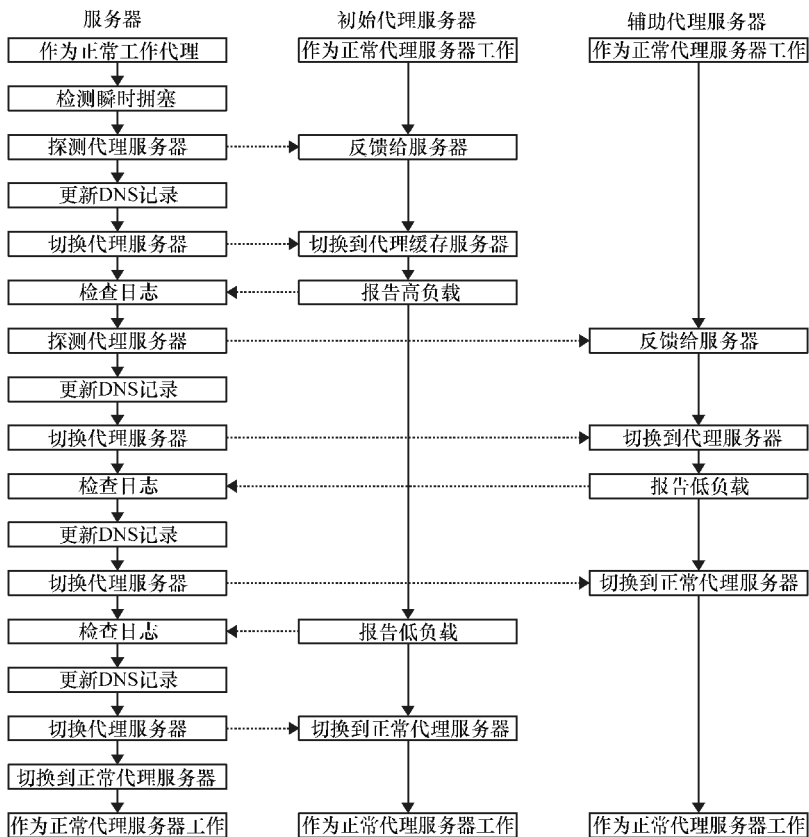 服务器 初始代理服务器 辅助代理服务器
作为正常工作代理 作为正常代理服务器工作 作为正常代理服务器工作
检测瞬时拥塞
探测代理服务器 反馈给服务器
更新DNS记录
切换代理服务器 切换到代理缓存服务器
检查日志 报告高负载
探测代理服务器 反馈给服务器
更新DNS记录
切换代理服务器 切换到代理服务器
检查日志 报告低负载
更新DNS记录
切换代理服务器 切换到正常代理服务器
检查日志 报告低负载
更新DNS记录
切换代理服务器 切换到正常代理服务器
切换到正常代理服务器
作为正常代理服务器工作 作为正常代理服务器工作 作为正常代理服务器工作